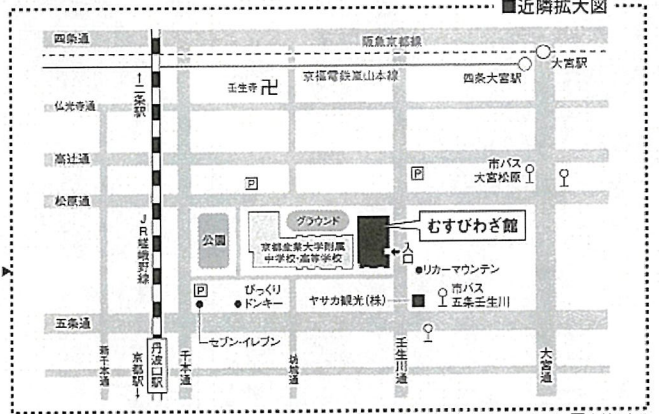 ■近隣拡大図
四条通
阪急京都線
大宮駅
京福電鉄嵐山本線
四条大宮駅
↑二条駅
壬生寺卍
仏光寺通
高辻通
P
P
市バス
大宮松原
松原通
JR嵯峨野線
公園
グラウンド
京都産業大学附属
中学校・高等学校
むすびわざ館
←入口
●リカーマウンテン
P
びっくり
●ドンキー
ヤサカ観光(株)■
市バス
五条壬生川
五条通
セブン-イレブン
新千本通
京都駅↓
丹波口駅
千本通
坊城通
壬生川通
大宮通